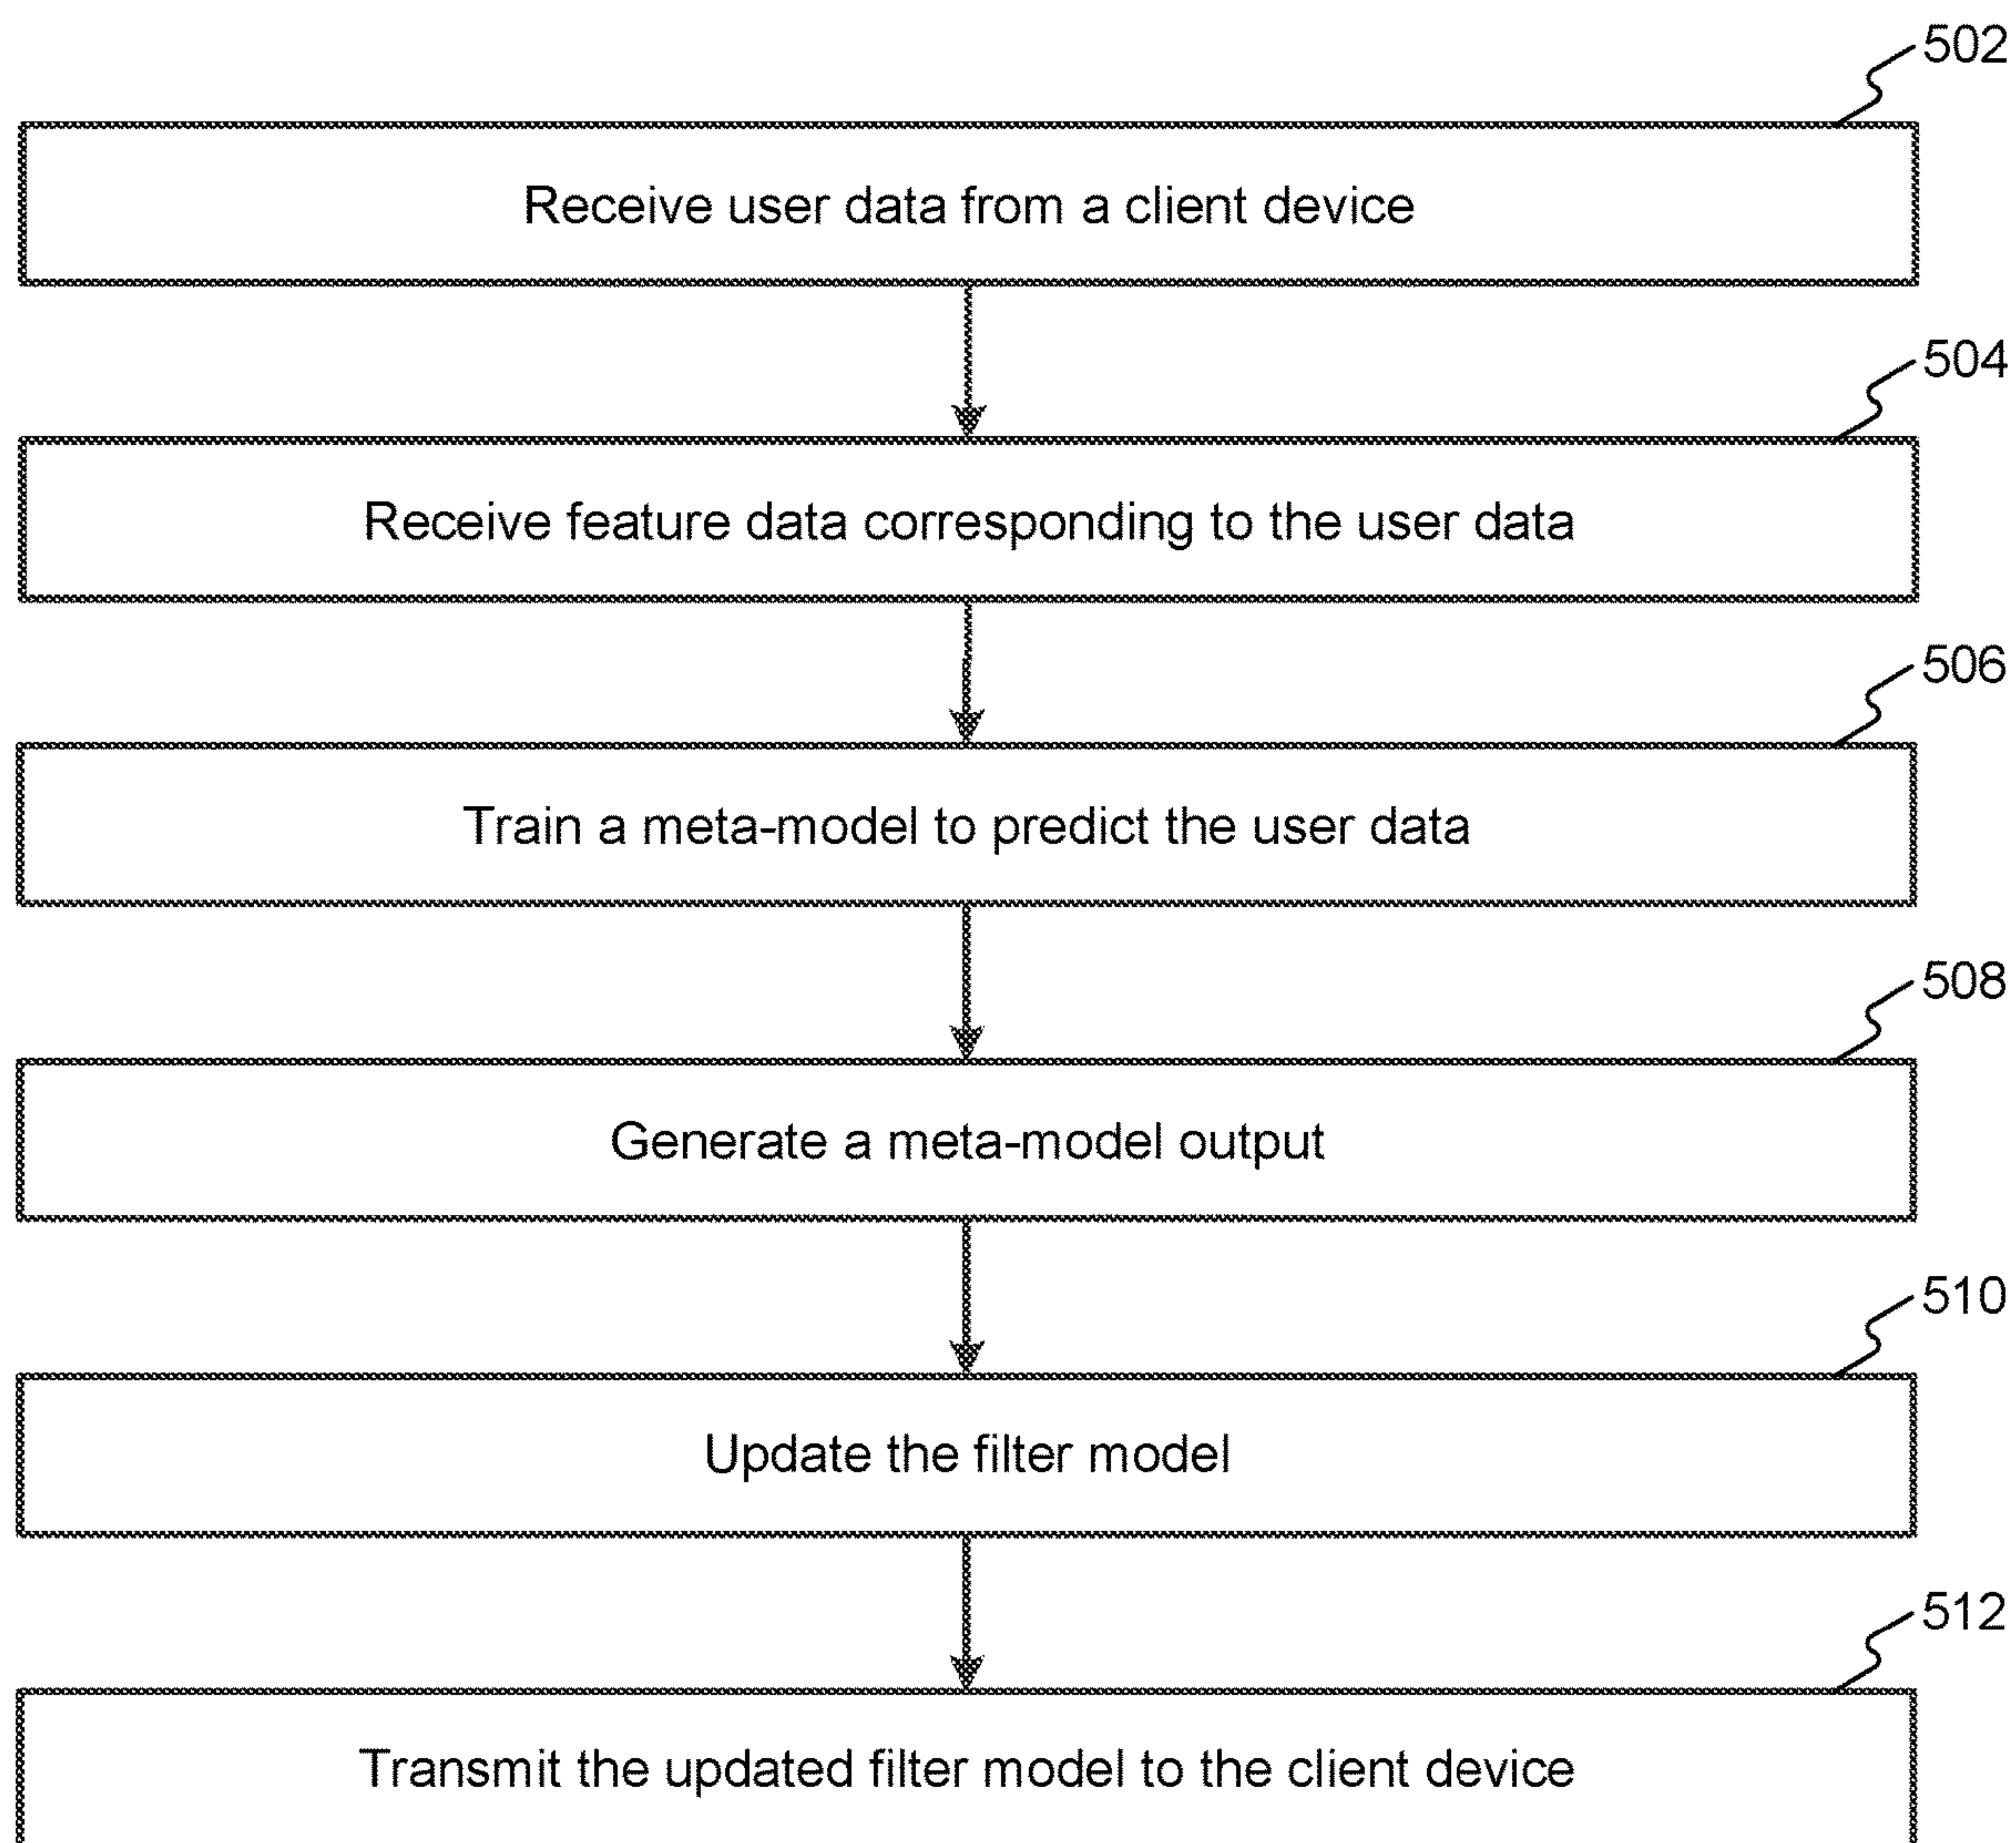 502
Receive user data from a client device
504
Receive feature data corresponding to the user data
506
Train a meta-model to predict the user data
508
Generate a meta-model output
510
Update the filter model
512
Transmit the updated filter model to the client device